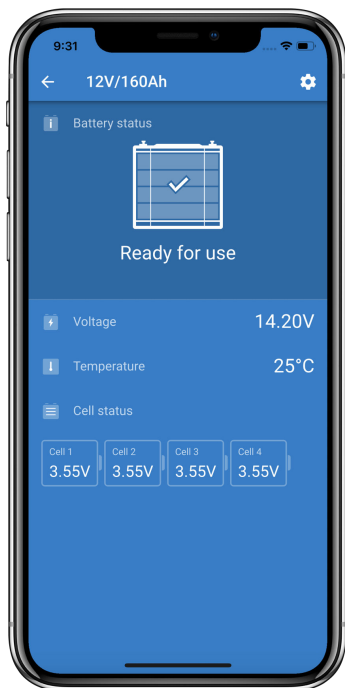 9:31
12V/160Ah
Battery status
Ready for use
Voltage 14.20V
Temperature 25°C
Cell status
Cell 1 Cell 2 Cell 3 Cell 4
3.55V 3.55V 3.55V 3.55V